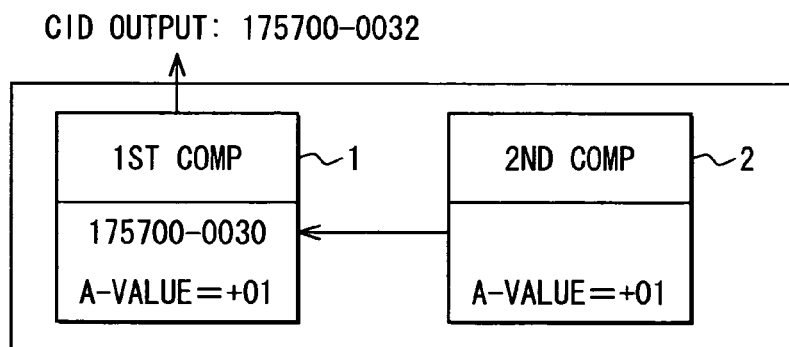 CID OUTPUT: 175700-0032
1ST COMP
1
2ND COMP
2
175700-0030
A-VALUE=+01
A-VALUE=+01